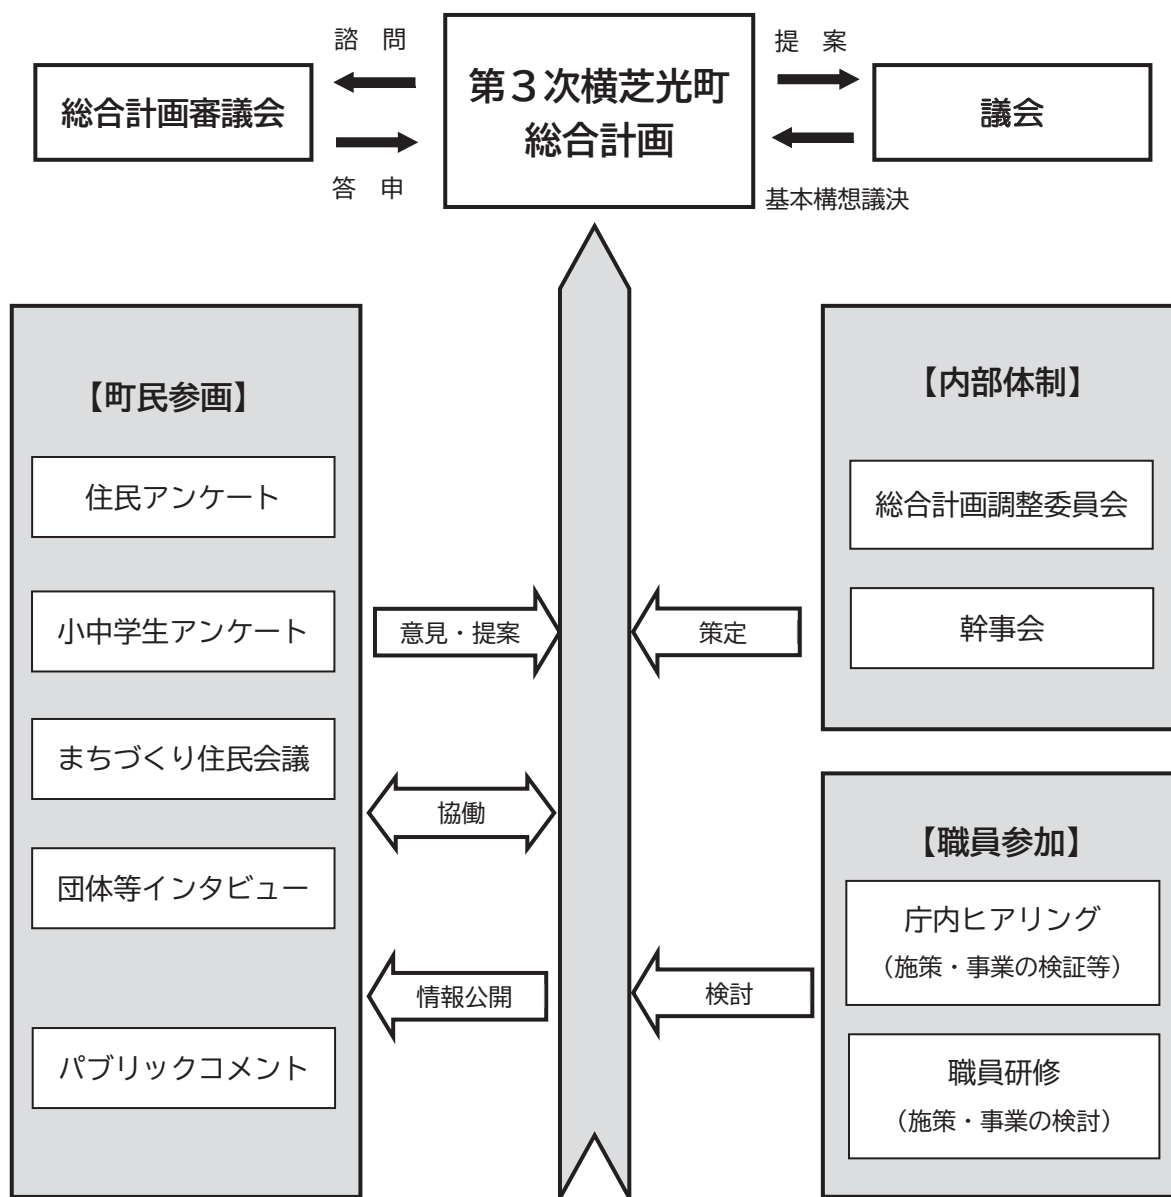 諮　問
総合計画審議会
答　申
第３次横芝光町
総合計画
提　案
議会
基本構想議決
【町民参画】
住民アンケート
小中学生アンケート
まちづくり住民会議
団体等インタビュー
パブリックコメント
意見・提案
協働
情報公開
策定
検討
【内部体制】
総合計画調整委員会
幹事会
【職員参加】
庁内ヒアリング
（施策・事業の検証等）
職員研修
（施策・事業の検討）